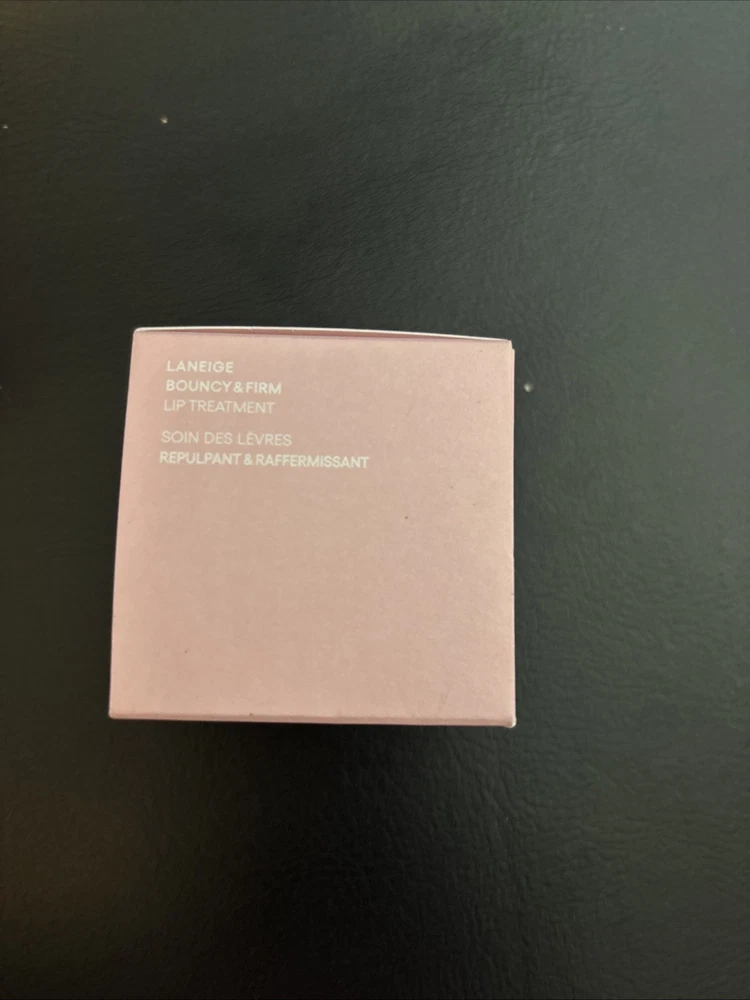 LANEIGE
BOUNCY & FIRM
LIP TREATMENT
SOIN DES LÈVRES
REPULPANT & RAFFERMISSANT